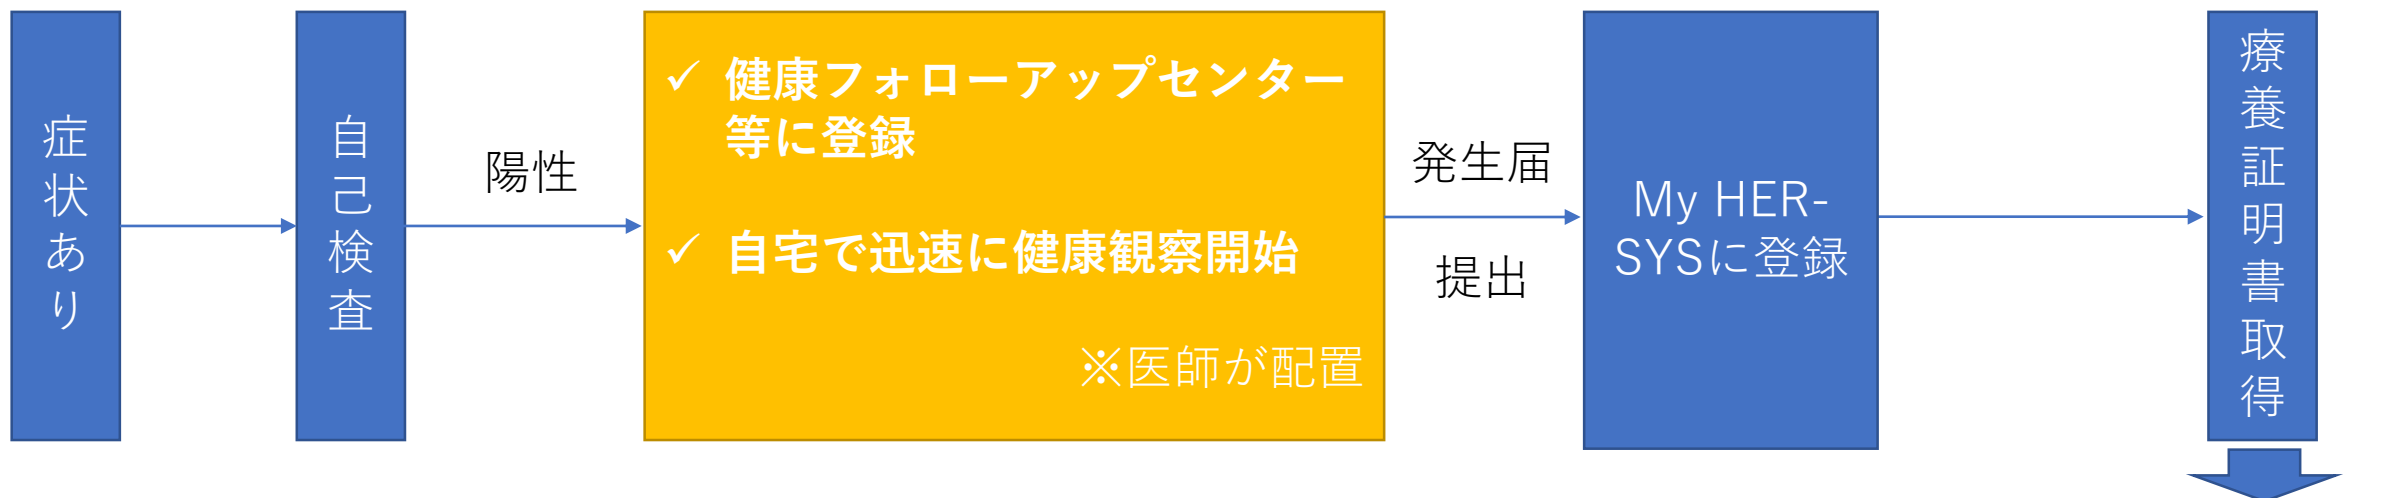 症状あり
自己検査
陽性
✓ 健康フォローアップセンター
等に登録
✓ 自宅で迅速に健康観察開始
※医師が配置
発生届
提出
My HER-
SYSに登録
療養証明書取得